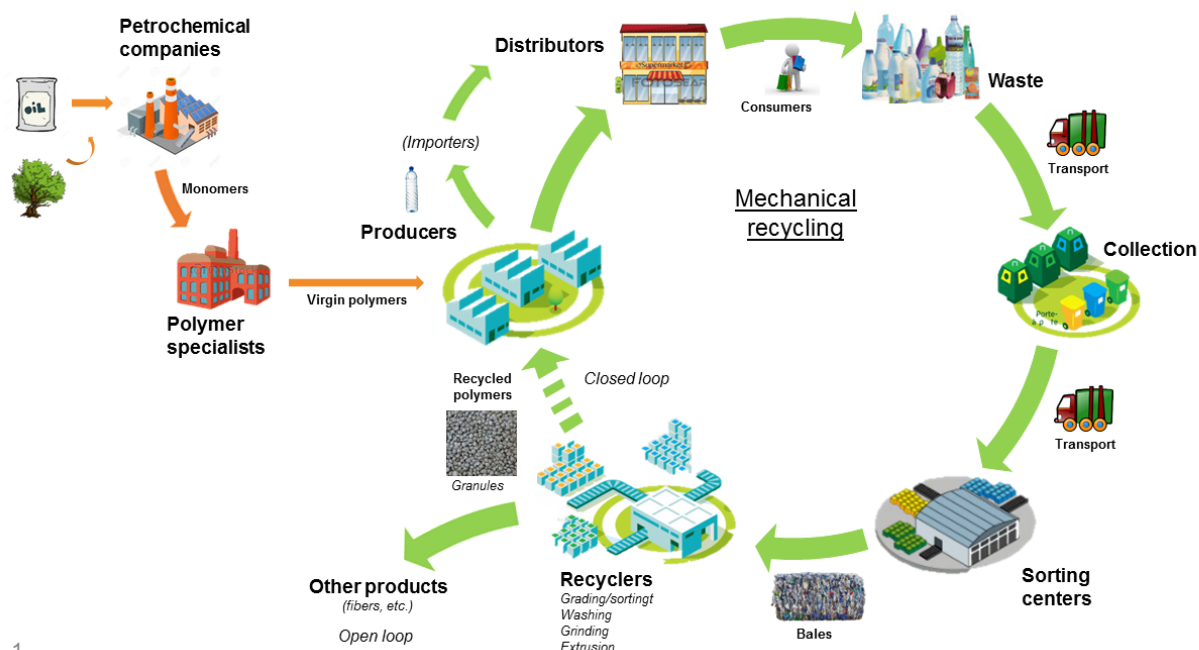 Petrochemical
companies
OIL
Monomers
Polymer
specialists
Virgin polymers
Producers
(Importers)
Distributors
Supermarket
Consumers
Waste
Transport
Collection
Porte-
Transport
Sorting
centers
Bales
Recyclers
Grading/sortingt
Washing
Grinding
Extrusion
Recycled
polymers
Granules
Closed loop
Other products
(fibers, etc.)
Open loop
Mechanical
recycling
1